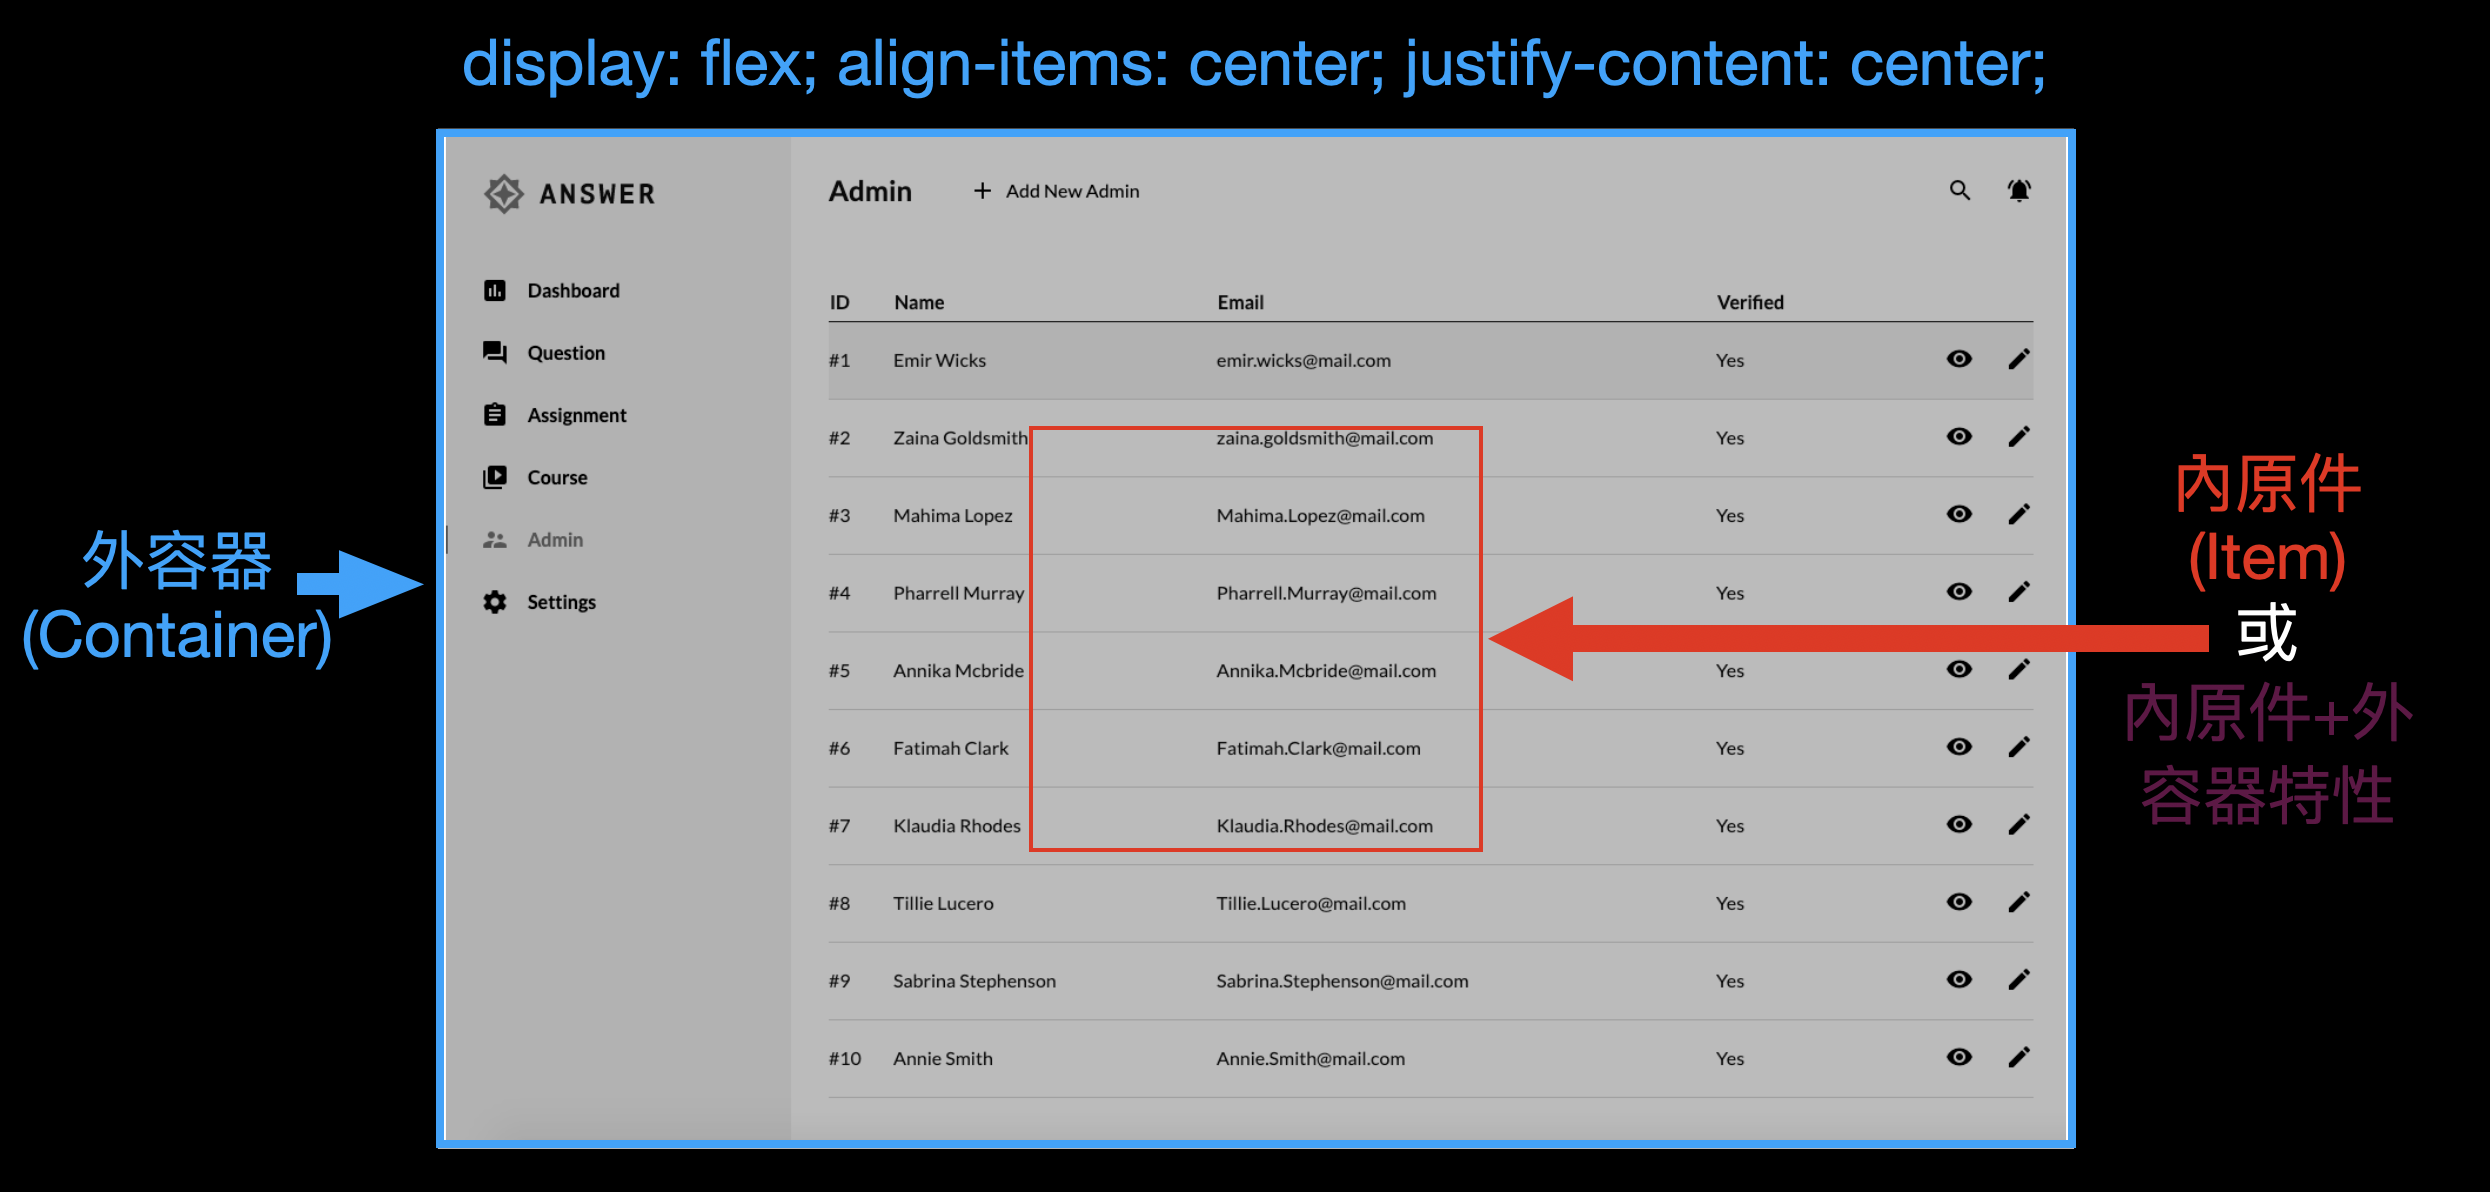 display: flex; align-items: center; justify-content: center;
外容器
(Container)
ANSWER
Dashboard
Question
Assignment
Course
Admin
Settings
Admin
Add New Admin
ID Name Email Verified
#1 Emir Wicks emir.wicks@mail.com Yes
#2 Zaina Goldsmith zaina.goldsmith@mail.com Yes
#3 Mahima Lopez Mahima.Lopez@mail.com Yes
#4 Pharrell Murray Pharrell.Murray@mail.com Yes
#5 Annika Mcbride Annika.Mcbride@mail.com Yes
#6 Fatimah Clark Fatimah.Clark@mail.com Yes
#7 Klaudia Rhodes Klaudia.Rhodes@mail.com Yes
#8 Tillie Lucero Tillie.Lucero@mail.com Yes
#9 Sabrina Stephenson Sabrina.Stephenson@mail.com Yes
#10 Annie Smith Annie.Smith@mail.com Yes
內原件
(Item)
或
內原件+外
容器特性